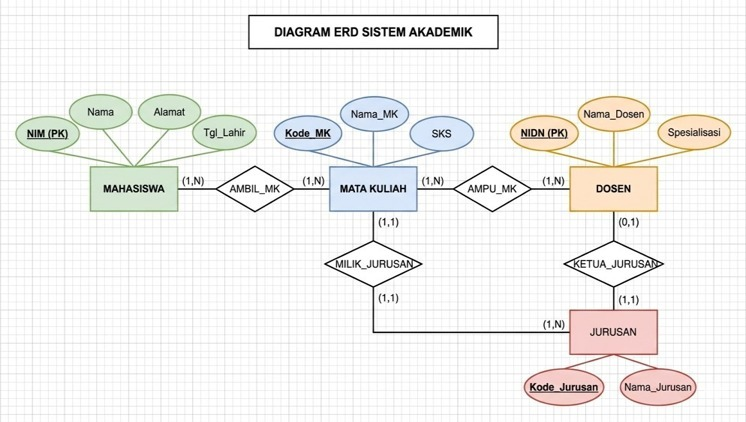 DIAGRAM ERD SISTEM AKADEMIK
NIM (PK)
Nama
Alamat
Tgl_Lahir
Kode_MK
Nama_MK
SKS
NIDN (PK)
Nama_Dosen
Spesialisasi
MAHASISWA
(1,N)
AMBIL_MK
(1,N)
MATA KULIAH
(1,N)
AMPU_MK
(1,N)
DOSEN
(1,1)
(0,1)
MILIK_JURUSAN
KETUA_JURUSAN
(1,1)
(1,1)
(1,N)
JURUSAN
Kode_Jurusan
Nama_Jurusan